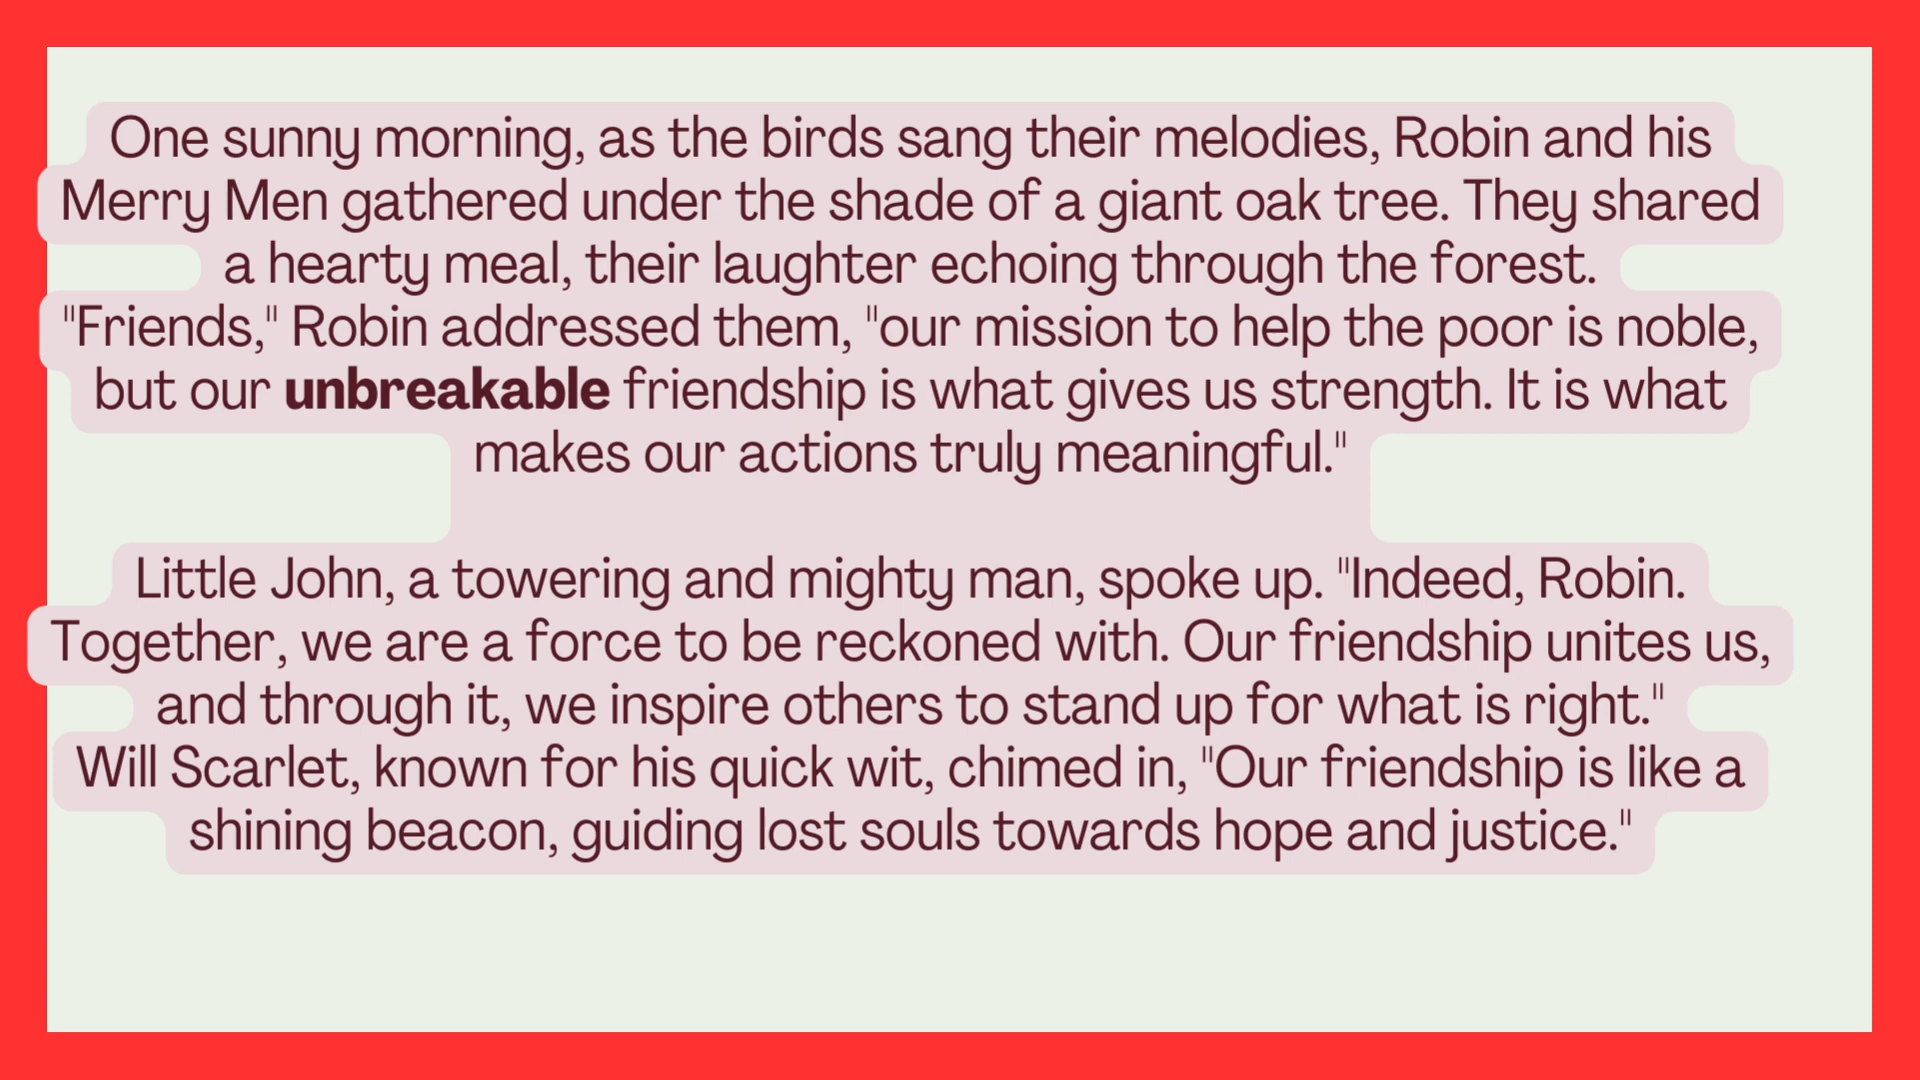 One sunny morning, as the birds sang their melodies, Robin and his
Merry Men gathered under the shade of a giant oak tree. They shared
a hearty meal, their laughter echoing through the forest.
"Friends," Robin addressed them, "our mission to help the poor is noble,
but our unbreakable friendship is what gives us strength. It is what
makes our actions truly meaningful."
Little John, a towering and mighty man, spoke up. "Indeed, Robin.
Together, we are a force to be reckoned with. Our friendship unites us,
and through it, we inspire others to stand up for what is right."
Will Scarlet, known for his quick wit, chimed in, "Our friendship is like a
shining beacon, guiding lost souls towards hope and justice."